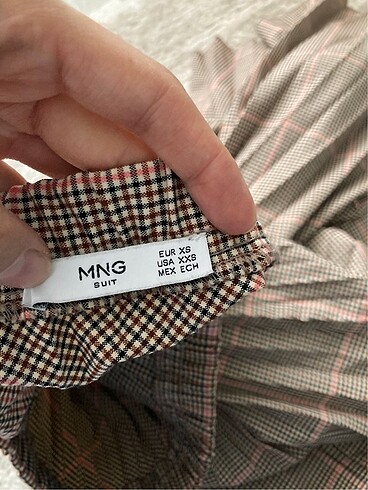 MNG
SUIT
EUR XS
USA XXS
MEX ECH